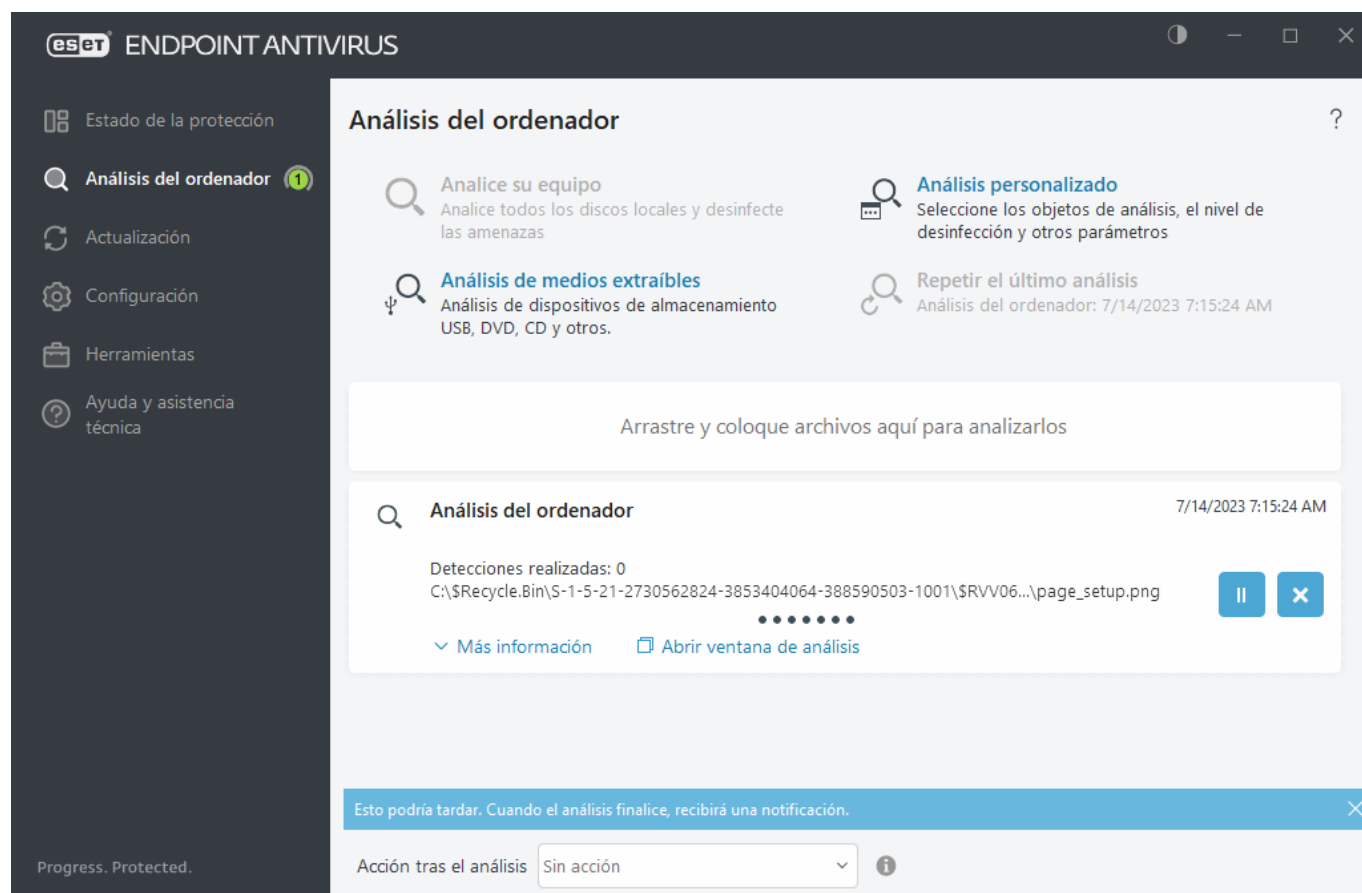 eset ENDPOINT ANTIVIRUS
Estado de la protección
Análisis del ordenador 1
Actualización
Configuración
Herramientas
Ayuda y asistencia
técnica
Progress. Protected.
Análisis del ordenador
?
Analice su equipo
Analice todos los discos locales y desinfecte
las amenazas
Análisis personalizado
Seleccione los objetos de análisis, el nivel de
desinfección y otros parámetros
Análisis de medios extraíbles
Análisis de dispositivos de almacenamiento
USB, DVD, CD y otros.
Repetir el último análisis
Análisis del ordenador: 7/14/2023 7:15:24 AM
Arrastre y coloque archivos aquí para analizarlos
Análisis del ordenador
7/14/2023 7:15:24 AM
Detecciones realizadas: 0
C:\$Recycle.Bin\S-1-5-21-2730562824-3853404064-388590503-1001\$RVV06...\page_setup.png
Más información
Abrir ventana de análisis
Esto podría tardar. Cuando el análisis finalice, recibirá una notificación.
Acción tras el análisis Sin acción